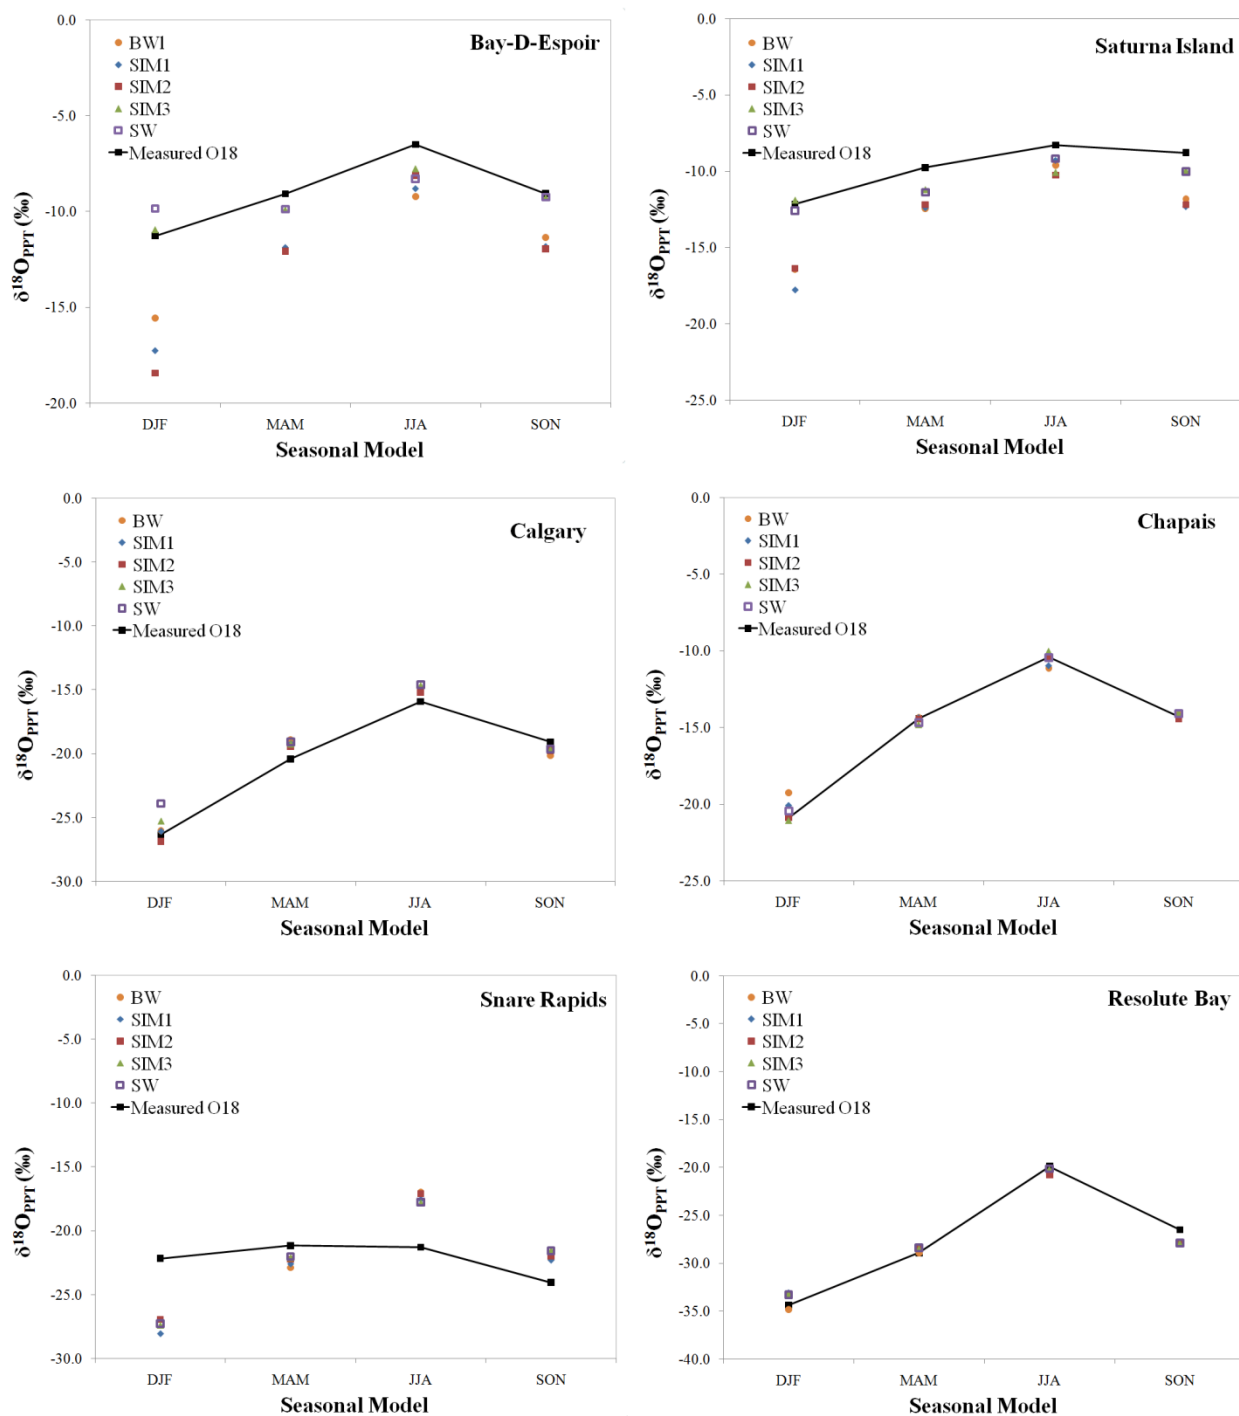 Bay-D-Espoir
0.0
-5.0
-10.0
-15.0
-20.0
δ¹⁸O_PPT (‰)
BW1
SIM1
SIM2
SIM3
SW
Measured O18
DJF MAM JJA SON
Seasonal Model
Saturna Island
0.0
-5.0
-10.0
-15.0
-20.0
-25.0
δ¹⁸O_PPT (‰)
BW
SIM1
SIM2
SIM3
SW
Measured O18
DJF MAM JJA SON
Seasonal Model
Calgary
0.0
-5.0
-10.0
-15.0
-20.0
-25.0
-30.0
δ¹⁸O_PPT (‰)
BW
SIM1
SIM2
SIM3
SW
Measured O18
DJF MAM JJA SON
Seasonal Model
Chapais
0.0
-5.0
-10.0
-15.0
-20.0
-25.0
δ¹⁸O_PPT (‰)
BW
SIM1
SIM2
SIM3
SW
Measured O18
DJF MAM JJA SON
Seasonal Model
Snare Rapids
0.0
-5.0
-10.0
-15.0
-20.0
-25.0
-30.0
δ¹⁸O_PPT (‰)
BW
SIM1
SIM2
SIM3
SW
Measured O18
DJF MAM JJA SON
Seasonal Model
Resolute Bay
0.0
-5.0
-10.0
-15.0
-20.0
-25.0
-30.0
-35.0
-40.0
δ¹⁸O_PPT (‰)
BW
SIM1
SIM2
SIM3
SW
Measured O18
DJF MAM JJA SON
Seasonal Model